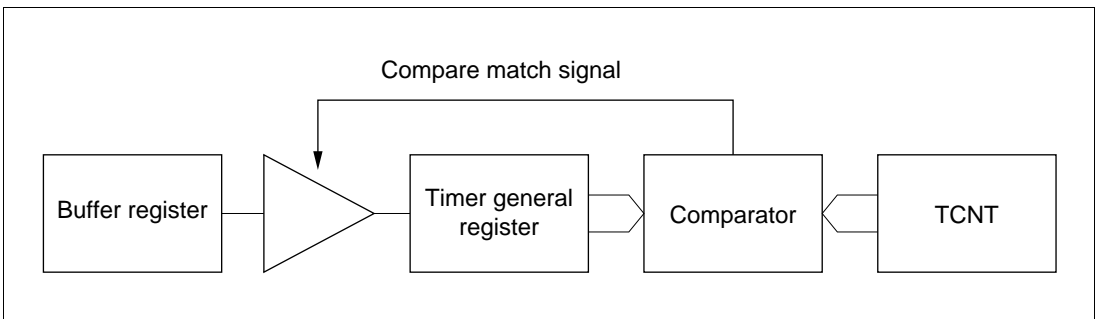 Compare match signal
Buffer register
Timer general
register
Comparator
TCNT